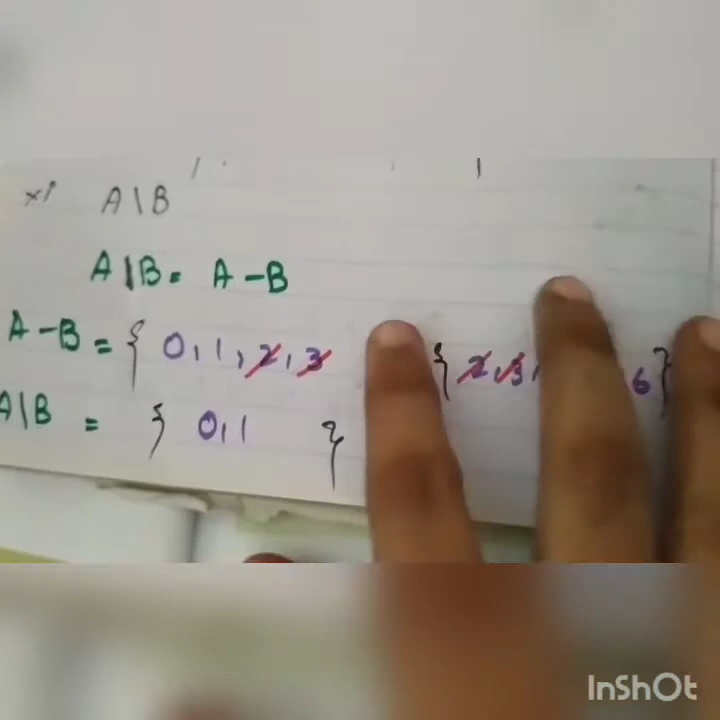 A\B
A\B = A-B
A-B = { 0, 1, 2, 3 { 2, 3, 6}
A\B = { 0, 1 }
InShOt